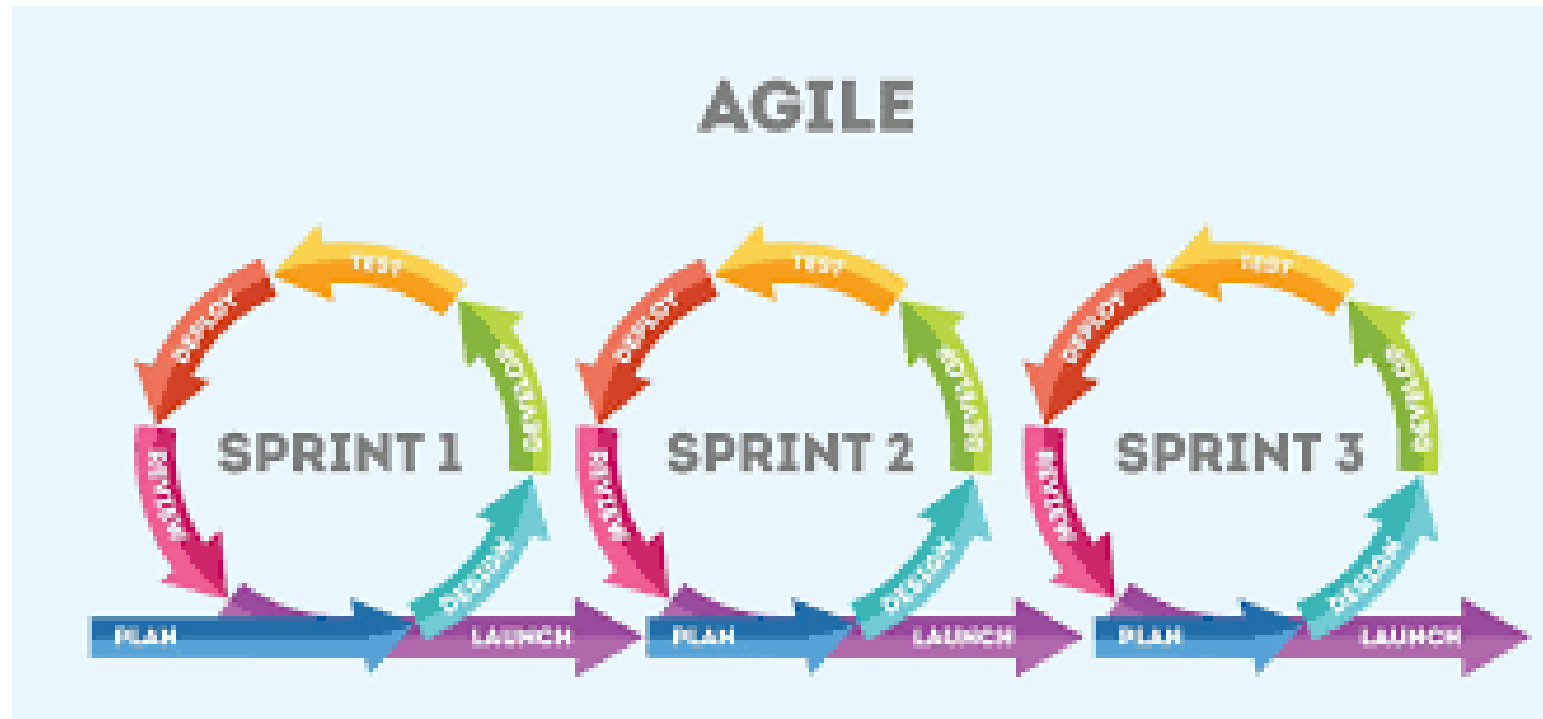 AGILE
SPRINT 1
PLAN
DESIGN
DEVELOP
TEST
DEPLOY
REVIEW
LAUNCH
SPRINT 2
PLAN
DESIGN
DEVELOP
TEST
DEPLOY
REVIEW
LAUNCH
SPRINT 3
PLAN
DESIGN
DEVELOP
TEST
DEPLOY
REVIEW
LAUNCH